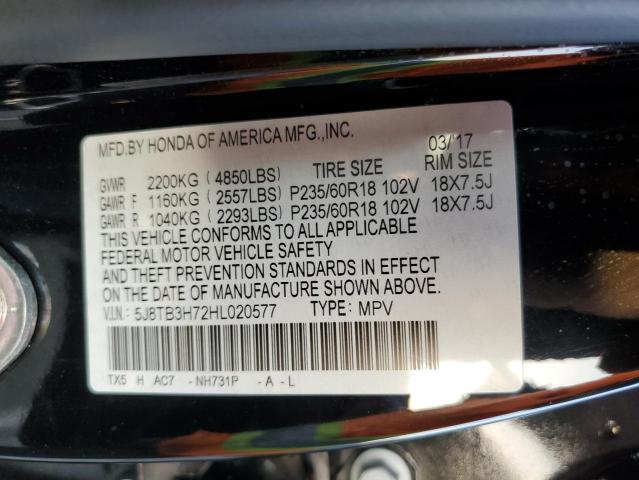 MFD.BY HONDA OF AMERICA MFG.,INC. 03/'17
GVWR 2200KG (4850LBS) TIRE SIZE RIM SIZE
GAWR F 1160KG (2557LBS) P235/60R18 102V 18X7.5J
GAWR R 1040KG (2293LBS) P235/60R18 102V 18X7.5J
THIS VEHICLE CONFORMS TO ALL APPLICABLE
FEDERAL MOTOR VEHICLE SAFETY
AND THEFT PREVENTION STANDARDS IN EFFECT
ON THE DATE OF MANUFACTURE SHOWN ABOVE.
V.I.N.: 5J8TB3H72HL020577 TYPE: MPV
TX5 H AC7 -NH731P -A -L